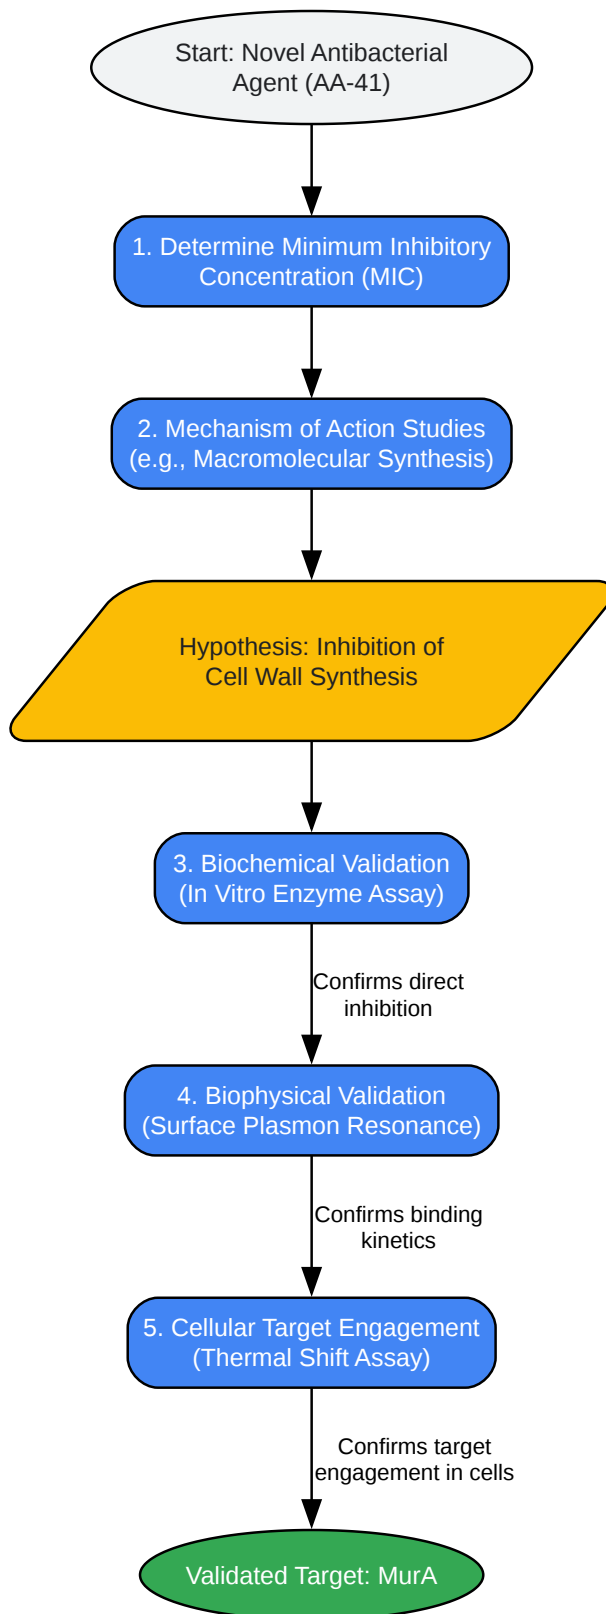 Start: Novel Antibacterial
Agent (AA-41)
1. Determine Minimum Inhibitory
Concentration (MIC)
2. Mechanism of Action Studies
(e.g., Macromolecular Synthesis)
Hypothesis: Inhibition of
Cell Wall Synthesis
3. Biochemical Validation
(In Vitro Enzyme Assay)
Confirms direct
inhibition
4. Biophysical Validation
(Surface Plasmon Resonance)
Confirms binding
kinetics
5. Cellular Target Engagement
(Thermal Shift Assay)
Confirms target
engagement in cells
Validated Target: MurA